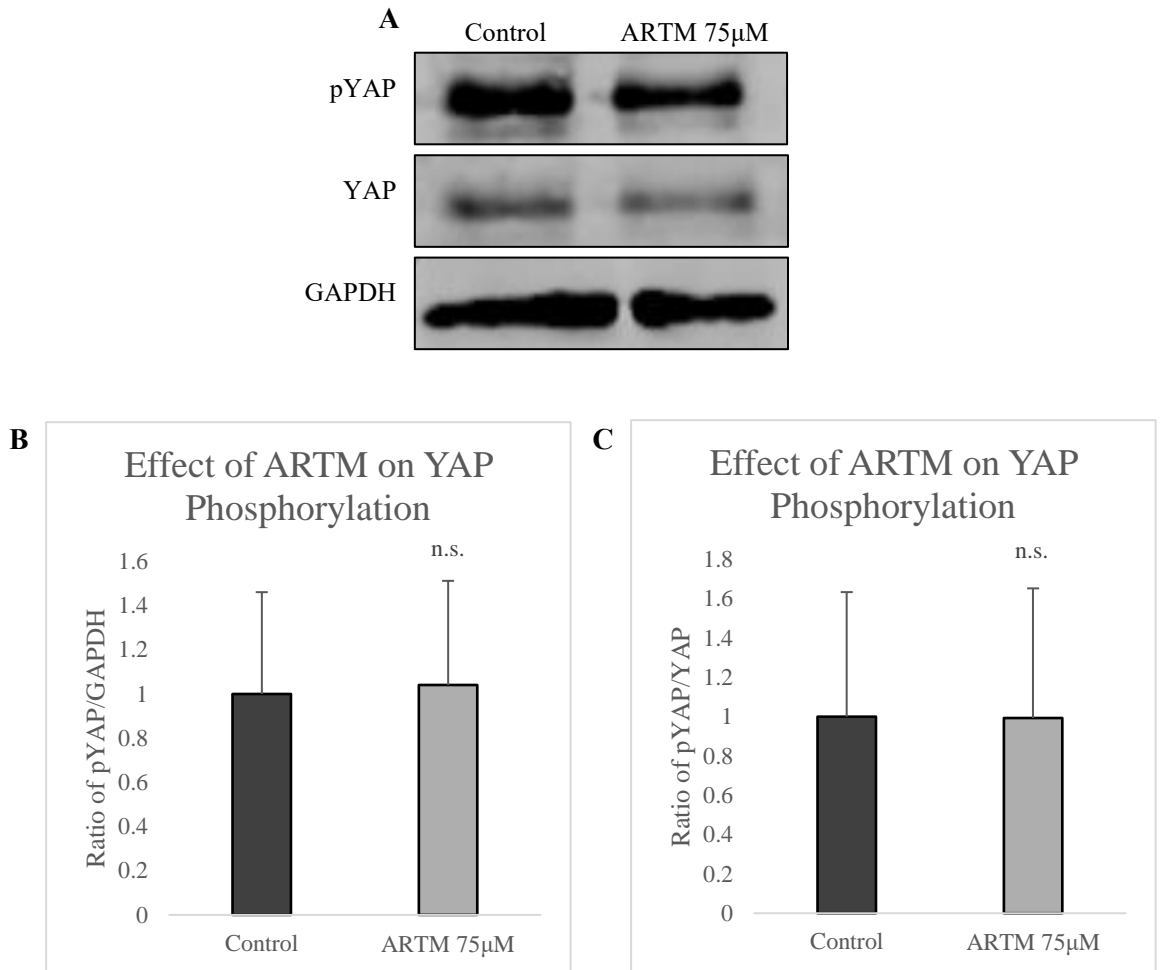 A
Control
ARTM 75μM
pYAP
YAP
GAPDH
B
Effect of ARTM on YAP
Phosphorylation
n.s.
Ratio of pYAP/GAPDH
1.6
1.4
1.2
1
0.8
0.6
0.4
0.2
0
Control
ARTM 75μM
C
Effect of ARTM on YAP
Phosphorylation
n.s.
Ratio of pYAP/YAP
1.8
1.6
1.4
1.2
1
0.8
0.6
0.4
0.2
0
Control
ARTM 75μM